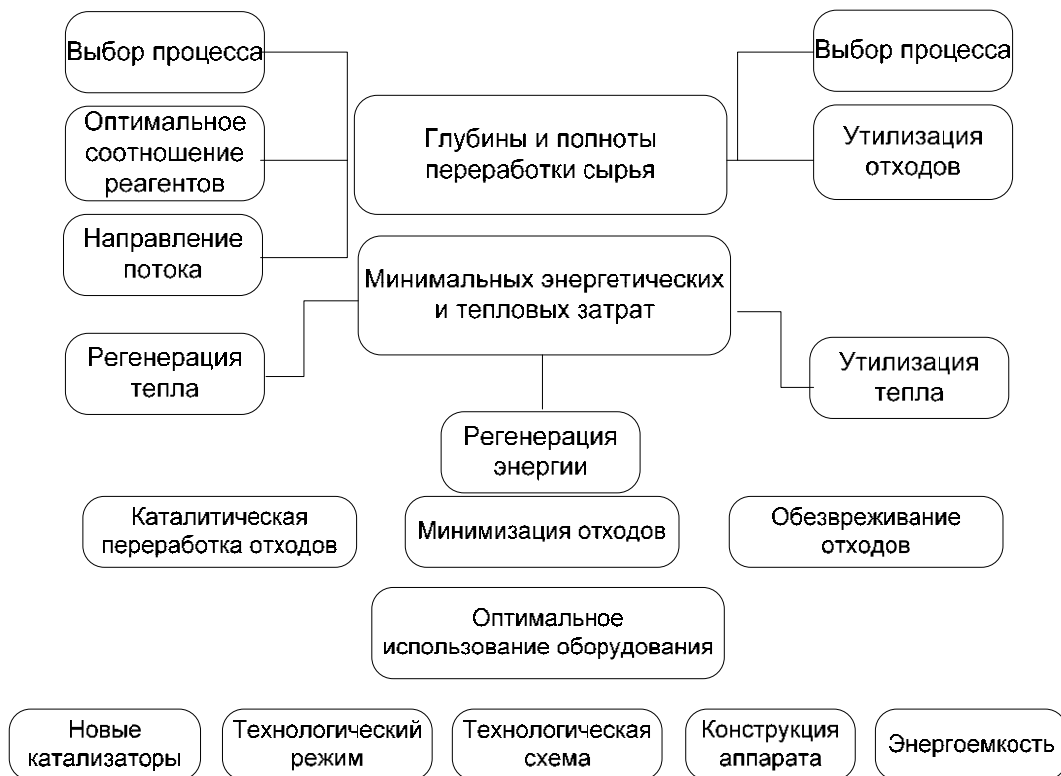 Выбор процесса
Выбор процесса
Оптимальное
соотношение
реагентов
Глубины и полноты
переработки сырья
Утилизация
отходов
Направление
потока
Минимальных энергетических
и тепловых затрат
Регенерация
тепла
Утилизация
тепла
Регенерация
энергии
Каталитическая
переработка отходов
Минимизация отходов
Обезвреживание
отходов
Оптимальное
использование оборудования
Новые
катализаторы
Технологический
режим
Технологическая
схема
Конструкция
аппарата
Энергоемкость